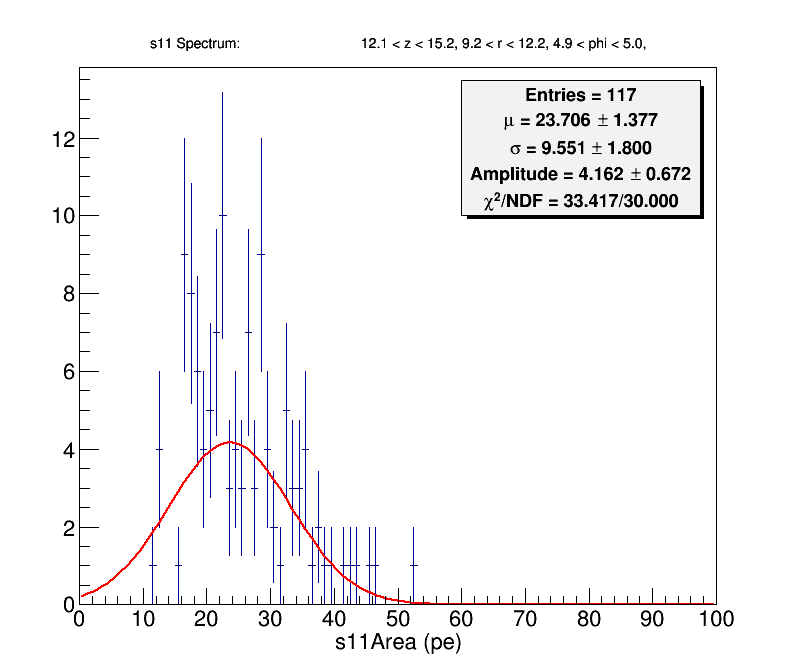 s11 Spectrum: 12.1 < z < 15.2, 9.2 < r < 12.2, 4.9 < phi < 5.0,
Entries = 117
μ = 23.706 ± 1.377
σ = 9.551 ± 1.800
Amplitude = 4.162 ± 0.672
χ²/NDF = 33.417/30.000
12
10
8
6
4
2
0
0 10 20 30 40 50 60 70 80 90 100
s11Area (pe)